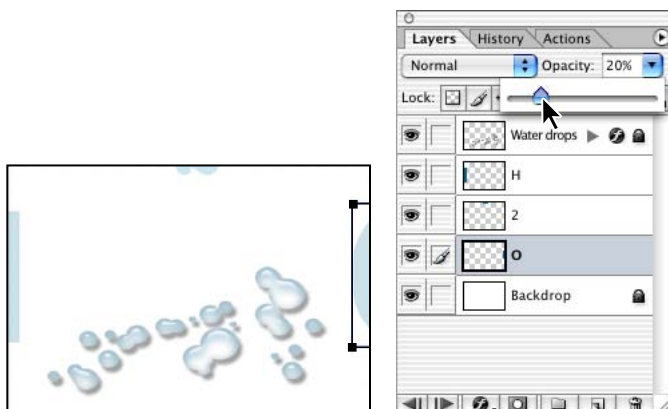 Layers History Actions
Normal Opacity: 20%
Lock:
Water drops
H
2
O
Backdrop